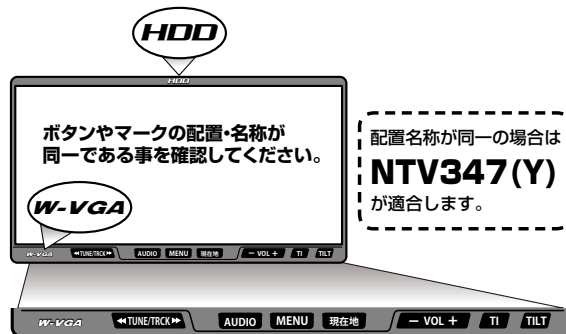 HDD
HDD
ボタンやマークの配置・名称が
同一である事を確認してください。
W-VGA
W-VGA ◀◀TUNE/TRCK▶▶ AUDIO MENU 現在地 − VOL + TI TILT
配置名称が同一の場合は
NTV347(Y)
が適合します。
W-VGA ◀◀TUNE/TRCK▶▶ AUDIO MENU 現在地 − VOL + TI TILT